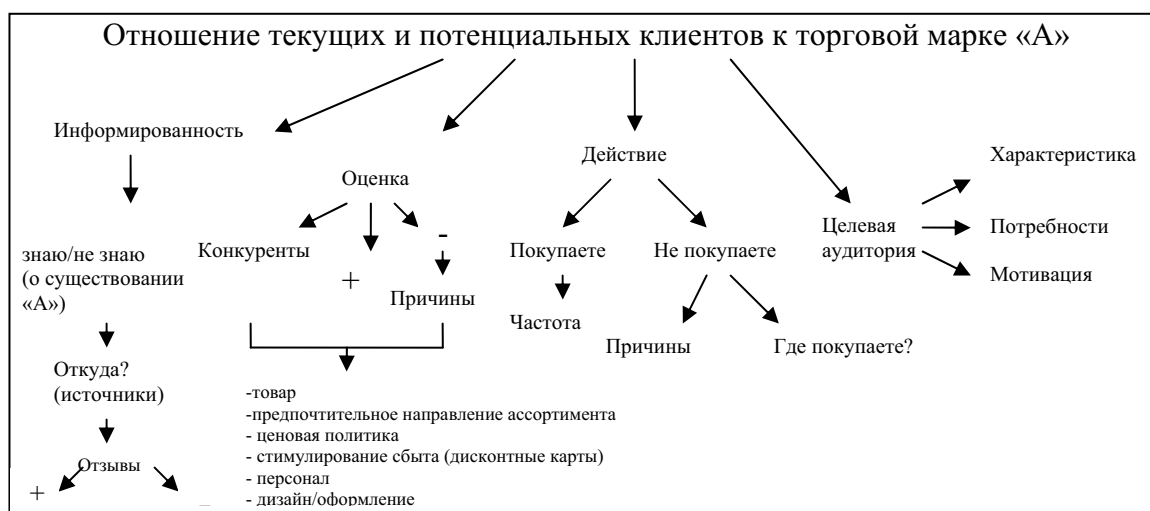 Отношение текущих и потенциальных клиентов к торговой марке «А»
Информированность
знаю/не знаю
(о существовании
«А»)
Откуда?
(источники)
Отзывы
+
–
Оценка
Конкуренты
+
-
Причины
-товар
-предпочтительное направление ассортимента
- ценовая политика
- стимулирование сбыта (дисконтные карты)
- персонал
- дизайн/оформление
Действие
Покупаете
Частота
Не покупаете
Причины
Где покупаете?
Целевая
аудитория
Характеристика
Потребности
Мотивация